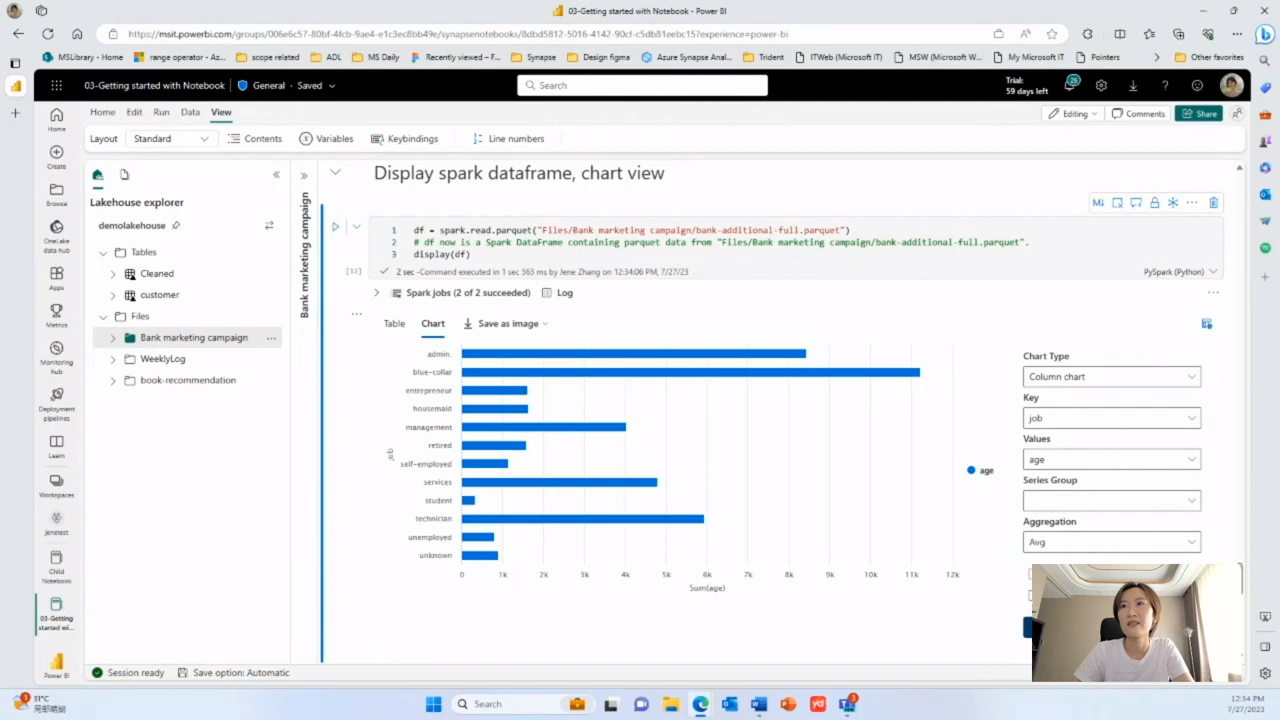 03-Getting started with Notebook - Power BI
https://msit.powerbi.com/groups/006e6c57-80bf-4fcb-9ae4-e1c3ec8bb49e/synapsenotebooks/8dbd5812-5016-4142-90cf-c5db81eebc15?experience=power-bi
MSLibrary - Home
range operator - Az...
scope related
ADL
MS Daily
Recently viewed – F...
Synapse
Design figma
Azure Synapse Anal...
Trident
ITWeb (Microsoft IT)
MSW (Microsoft W...
My Microsoft IT
Pointers
Other favorites
03-Getting started with Notebook
General · Saved
Search
Trial:
59 days left
25
Home
Edit
Run
Data
View
Editing
Comments
Share
Layout
Standard
Contents
Variables
Keybindings
Line numbers
Home
Create
Browse
OneLake
data hub
Apps
Metrics
Monitoring
hub
Deployment
pipelines
Learn
Workspaces
Jenetest
Child
Notebook
03-Getting
started wi...
Power BI
Lakehouse explorer
demolakehouse
Tables
Cleaned
customer
Files
Bank marketing campaign
WeeklyLog
book-recommendation
Bank marketing campaign
Display spark dataframe, chart view
1 df = spark.read.parquet("Files/Bank marketing campaign/bank-additional-full.parquet")
2 # df now is a Spark DataFrame containing parquet data from "Files/Bank marketing campaign/bank-additional-full.parquet".
3 display(df)
2 sec -Command executed in 1 sec 563 ms by Jene Zhang on 12:34:06 PM, 7/27/23
PySpark (Python)
Spark jobs (2 of 2 succeeded)
Log
Table
Chart
Save as image
admin.
blue-collar
entrepreneur
housemaid
management
retired
self-employed
services
student
technician
unemployed
unknown
job
0 1k 2k 3k 4k 5k 6k 7k 8k 9k 10k 11k 12k
Sum(age)
age
Chart Type
Column chart
Key
job
Values
age
Series Group
Aggregation
Avg
Session ready
Save option: Automatic
Search
12:34 PM
7/27/2023